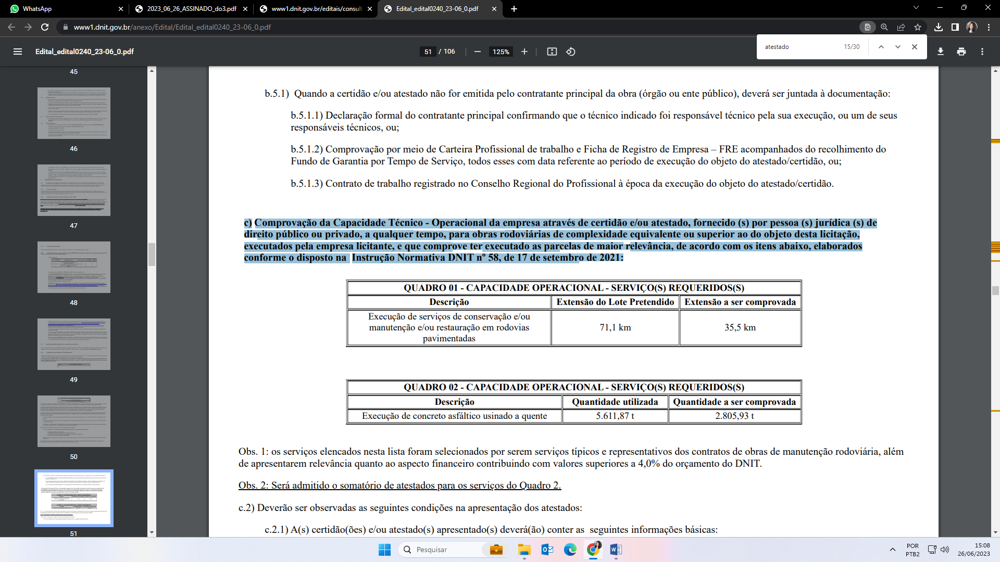 WhatsApp
2023_06_26_ASSINADO_do3.pdf
www1.dnit.gov.br/editais/consult
Edital_edital0240_23-06_0.pdf
www1.dnit.gov.br/anexo/Edital/Edital_edital0240_23-06_0.pdf
Edital_edital0240_23-06_0.pdf
51 / 106
125%
atestado
15/30
45
46
47
48
49
50
51
b.5.1) Quando a certidão e/ou atestado não for emitida pelo contratante principal da obra (órgão ou ente público), deverá ser juntada à documentação:
b.5.1.1) Declaração formal do contratante principal confirmando que o técnico indicado foi responsável técnico pela sua execução, ou um de seus
responsáveis técnicos, ou;
b.5.1.2) Comprovação por meio de Carteira Profissional de trabalho e Ficha de Registro de Empresa – FRE acompanhados do recolhimento do
Fundo de Garantia por Tempo de Serviço, todos esses com data referente ao período de execução do objeto do atestado/certidão, ou;
b.5.1.3) Contrato de trabalho registrado no Conselho Regional do Profissional à época da execução do objeto do atestado/certidão.
c) Comprovação da Capacidade Técnico - Operacional da empresa através de certidão e/ou atestado, fornecido (s) por pessoa (s) jurídica (s) de
direito público ou privado, a qualquer tempo, para obras rodoviárias de complexidade equivalente ou superior ao do objeto desta licitação,
executados pela empresa licitante, e que comprove ter executado as parcelas de maior relevância, de acordo com os itens abaixo, elaborados
conforme o disposto na Instrução Normativa DNIT nº 58, de 17 de setembro de 2021:
QUADRO 01 - CAPACIDADE OPERACIONAL - SERVIÇO(S) REQUERIDOS(S)
Descrição Extensão do Lote Pretendido Extensão a ser comprovada
Execução de serviços de conservação e/ou
manutenção e/ou restauração em rodovias
pavimentadas
71,1 km
35,5 km
QUADRO 02 - CAPACIDADE OPERACIONAL - SERVIÇO(S) REQUERIDOS(S)
Descrição Quantidade utilizada Quantidade a ser comprovada
Execução de concreto asfáltico usinado a quente 5.611,87 t 2.805,93 t
Obs. 1: os serviços elencados nesta lista foram selecionados por serem serviços típicos e representativos dos contratos de obras de manutenção rodoviária, além
de apresentarem relevância quanto ao aspecto financeiro contribuindo com valores superiores a 4,0% do orçamento do DNIT.
Obs. 2: Será admitido o somatório de atestados para os serviços do Quadro 2.
c.2) Deverão ser observadas as seguintes condições na apresentação dos atestados:
c.2.1) A(s) certidão(ões) e/ou atestado(s) apresentado(s) deverá(ão) conter as seguintes informações básicas:
Pesquisar
POR
PTB2
15:08
26/06/2023